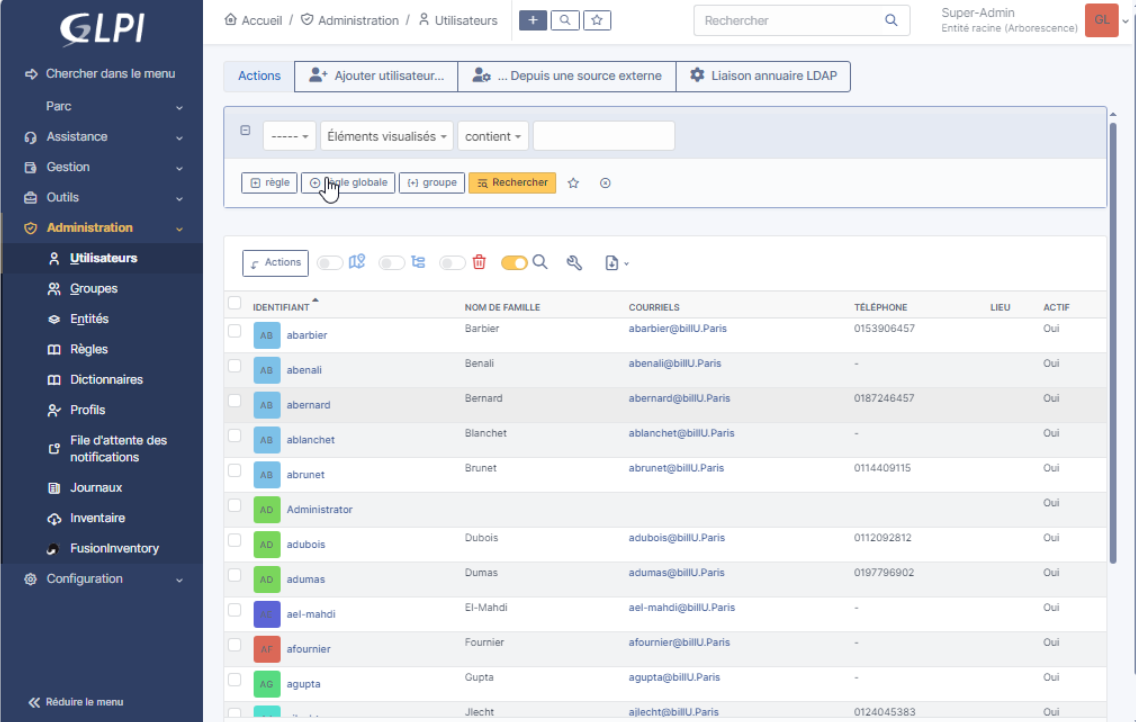 GLPI
Accueil / Administration / Utilisateurs
Rechercher
Super-Admin
Entité racine (Arborescence)
GL
Chercher dans le menu
Parc
Assistance
Gestion
Outils
Administration
Utilisateurs
Groupes
Entités
Règles
Dictionnaires
Profils
File d'attente des
notifications
Journaux
Inventaire
FusionInventory
Configuration
Réduire le menu
Actions Ajouter utilisateur... ... Depuis une source externe Liaison annuaire LDAP
----- Éléments visualisés contient
règle globale groupe Rechercher
Actions
IDENTIFIANT NOM DE FAMILLE COURRIELS TÉLÉPHONE LIEU ACTIF
AB abarbier Barbier abarbier@billU.Paris 0153906457 Oui
AB abenali Benali abenali@billU.Paris - Oui
AB abernard Bernard abernard@billU.Paris 0187246457 Oui
AB ablanchet Blanchet ablanchet@billU.Paris - Oui
AB abrunet Brunet abrunet@billU.Paris 0114409115 Oui
AD Administrator Oui
AD adubois Dubois adubois@billU.Paris 0112092812 Oui
AD adumas Dumas adumas@billU.Paris 0197796902 Oui
ael-mahdi El-Mahdi ael-mahdi@billU.Paris - Oui
AF afournier Fournier afournier@billU.Paris - Oui
AG agupta Gupta agupta@billU.Paris - Oui
Jlecht ajlecht@billU.Paris 0124045383 Oui